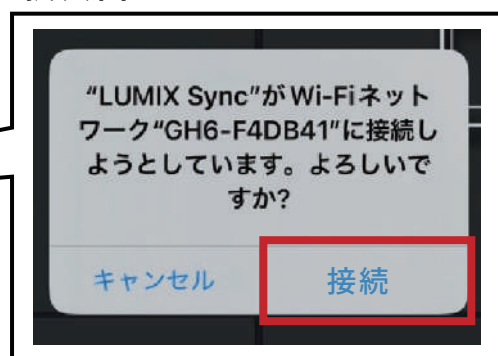 “LUMIX Sync”がWi-Fiネット
ワーク“GH6-F4DB41”に接続し
ようとしています。よろしいで
すか?
キャンセル
接続